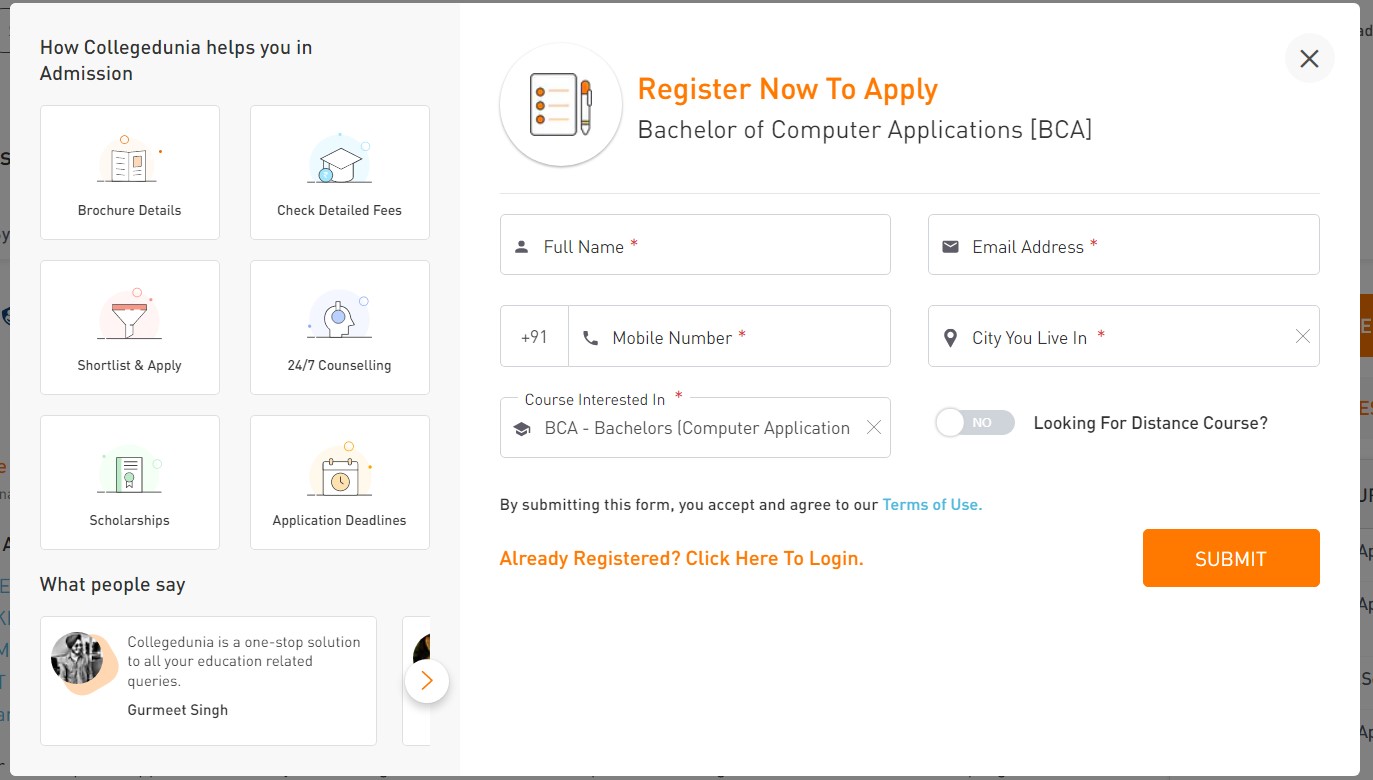 How Collegedunia helps you in
Admission
Brochure Details
Check Detailed Fees
Shortlist & Apply
24/7 Counselling
Scholarships
Application Deadlines
What people say
Collegedunia is a one-stop solution
to all your education related
queries.
Gurmeet Singh
Register Now To Apply
Bachelor of Computer Applications [BCA]
Full Name *
Email Address *
+91 Mobile Number *
City You Live In *
Course Interested In *
BCA - Bachelors (Computer Application
NO Looking For Distance Course?
By submitting this form, you accept and agree to our Terms of Use.
Already Registered? Click Here To Login.
SUBMIT